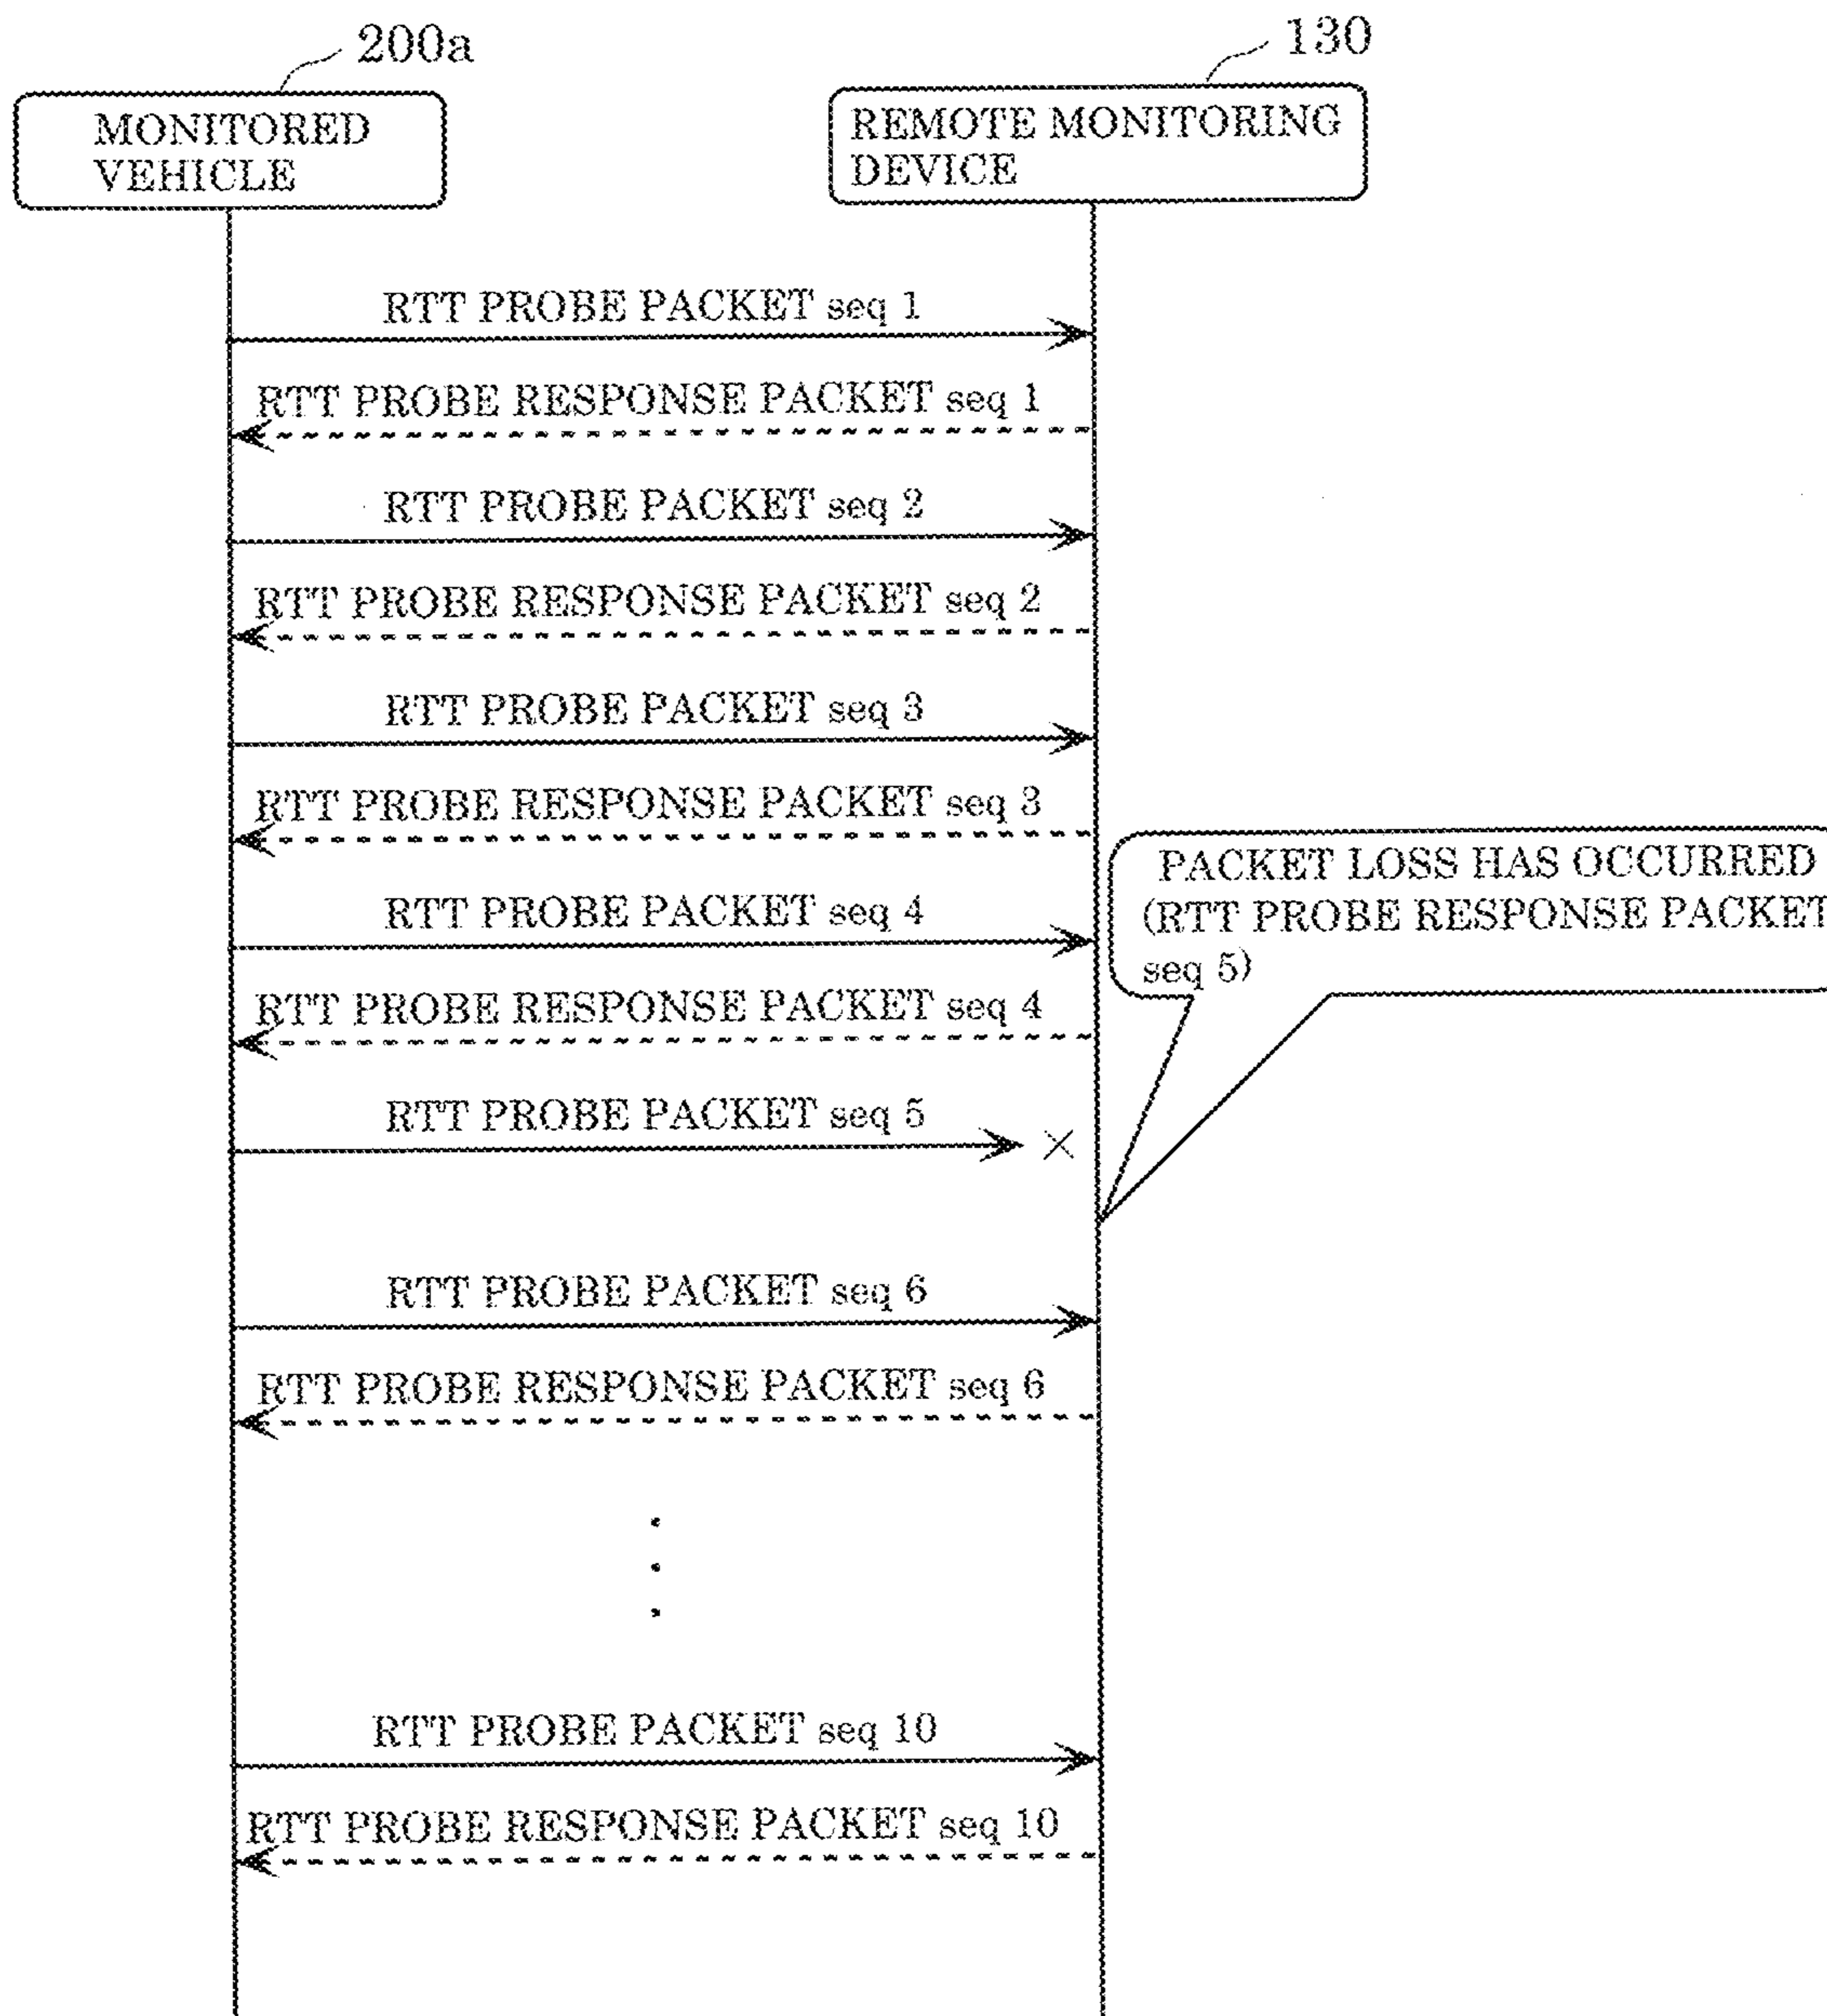 200a
130
MONITORED
VEHICLE
REMOTE MONITORING
DEVICE
RTT PROBE PACKET seq 1
RTT PROBE RESPONSE PACKET seq 1
RTT PROBE PACKET seq 2
RTT PROBE RESPONSE PACKET seq 2
RTT PROBE PACKET seq 3
RTT PROBE RESPONSE PACKET seq 3
PACKET LOSS HAS OCCURRED
(RTT PROBE RESPONSE PACKET
seq 5)
RTT PROBE PACKET seq 4
RTT PROBE RESPONSE PACKET seq 4
RTT PROBE PACKET seq 5
RTT PROBE PACKET seq 6
RTT PROBE RESPONSE PACKET seq 6
RTT PROBE PACKET seq 10
RTT PROBE RESPONSE PACKET seq 10